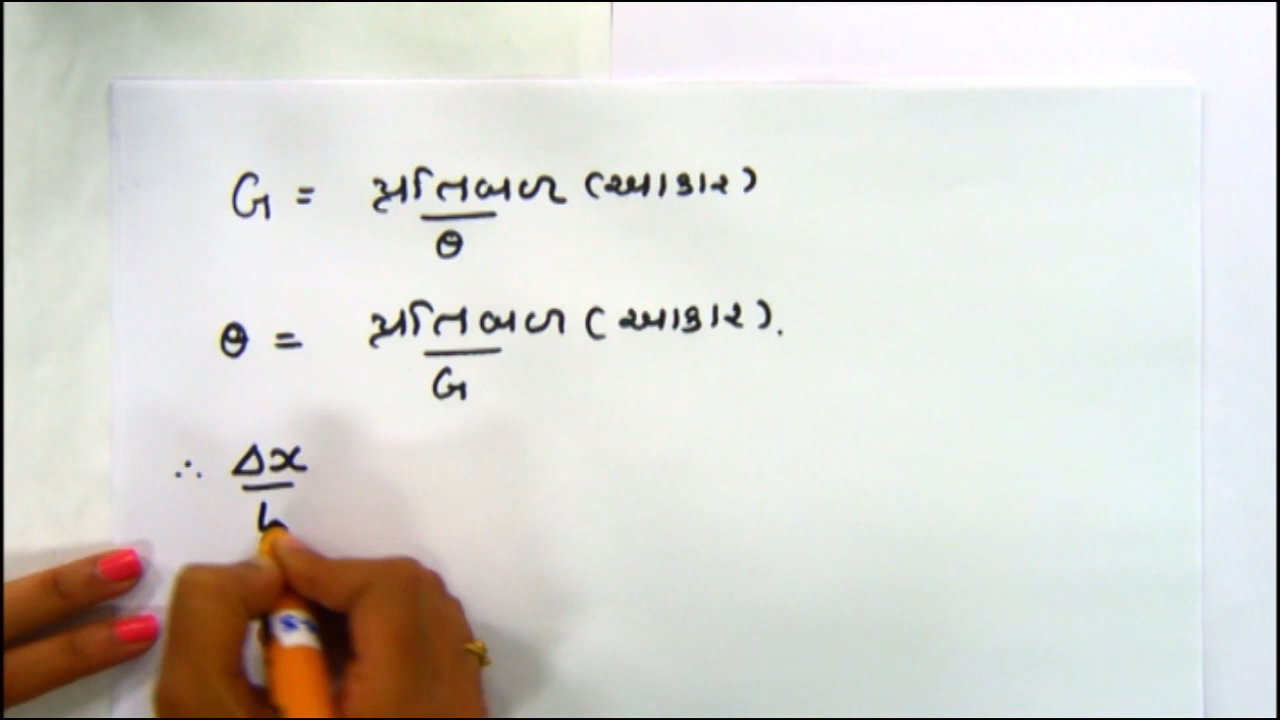 G = પ્રતિબળ (આકાર)
θ
θ = પ્રતિબળ (આકાર).
G
∴ Δx
h